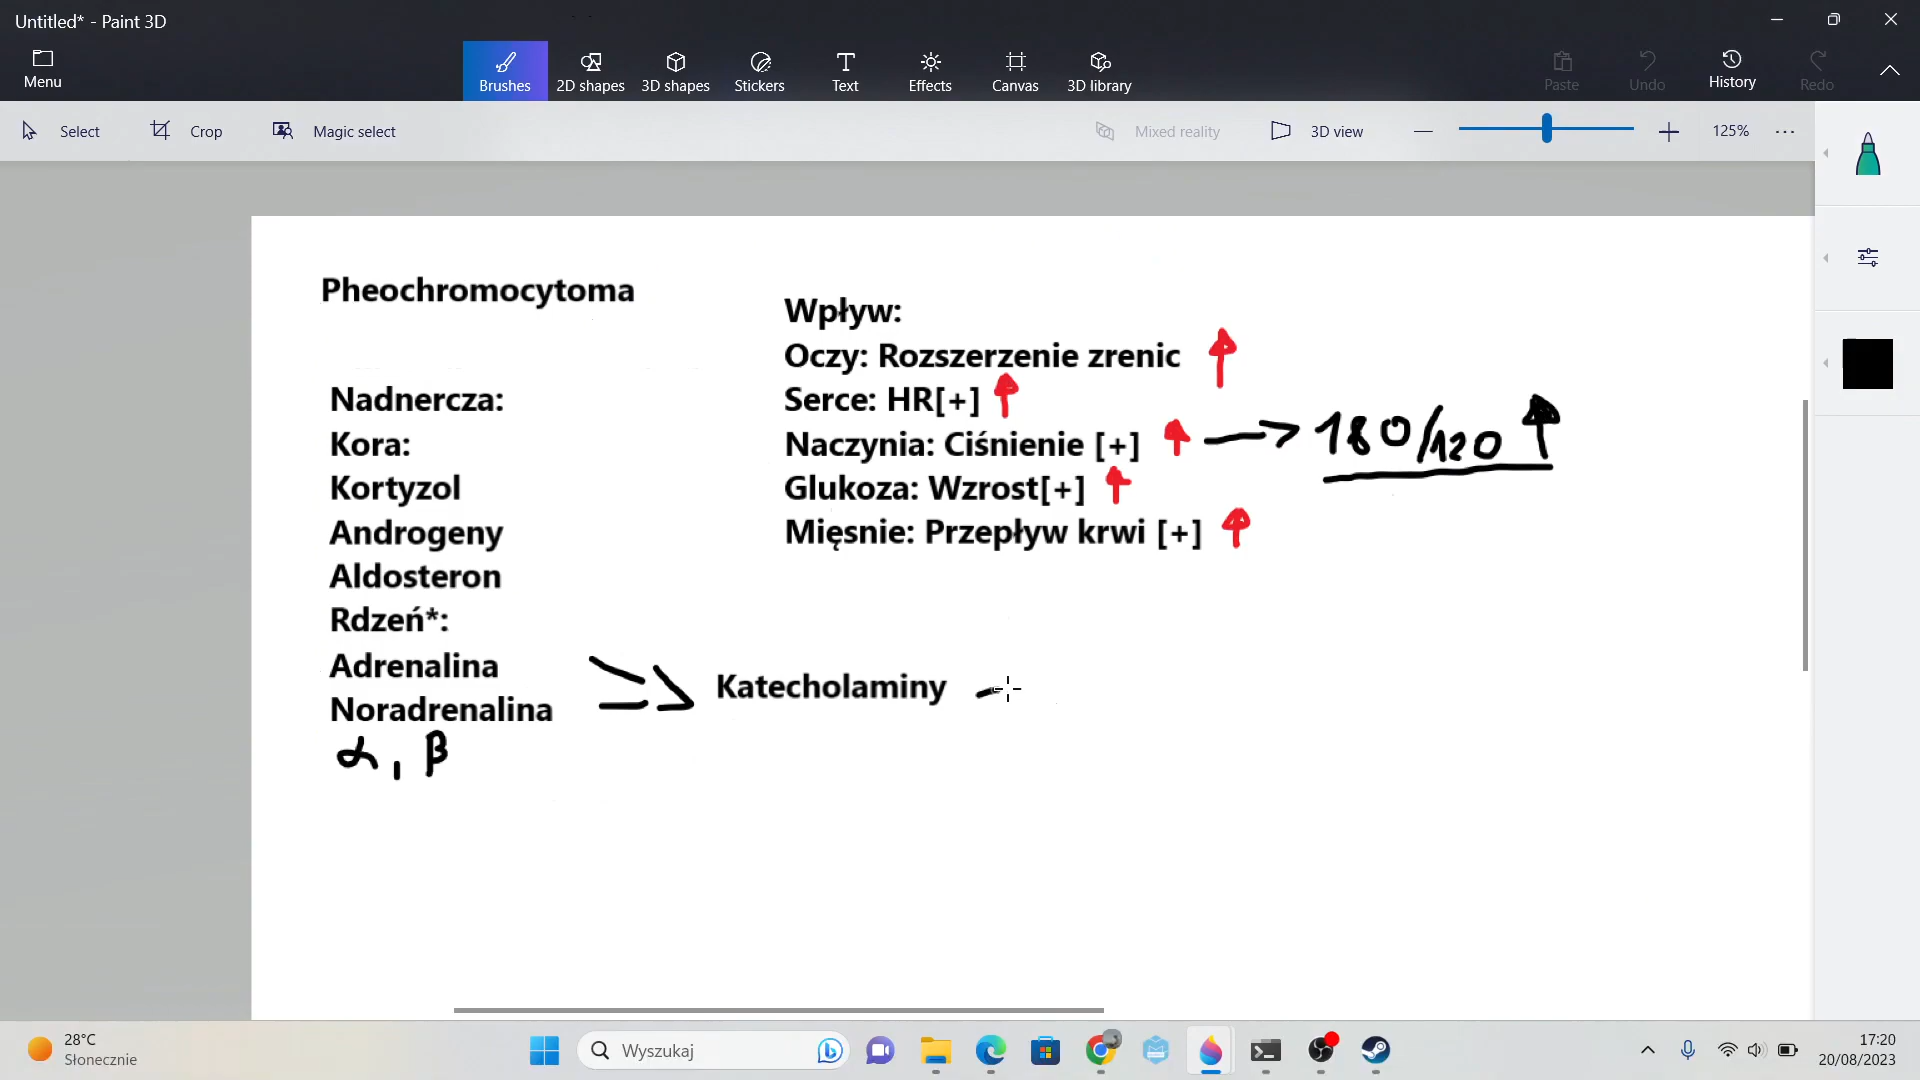 Untitled* - Paint 3D
Menu
Brushes
2D shapes
3D shapes
Stickers
Text
Effects
Canvas
3D library
Paste
Undo
History
Redo
Select
Crop
Magic select
Mixed reality
3D view
125%
Pheochromocytoma
Nadnercza:
Kora:
Kortyzol
Androgeny
Aldosteron
Rdzeń*:
Adrenalina
Noradrenalina
α, β
Wpływ:
Oczy: Rozszerzenie zrenic
Serce: HR[+]
Naczynia: Ciśnienie [+] 180/120
Glukoza: Wzrost[+]
Mięsnie: Przepływ krwi [+]
Katecholaminy
28°C
Słonecznie
Wyszukaj
17:20
20/08/2023